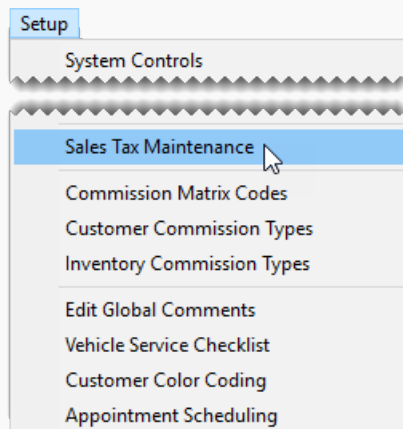 Setup
System Controls
Sales Tax Maintenance
Commission Matrix Codes
Customer Commission Types
Inventory Commission Types
Edit Global Comments
Vehicle Service Checklist
Customer Color Coding
Appointment Scheduling